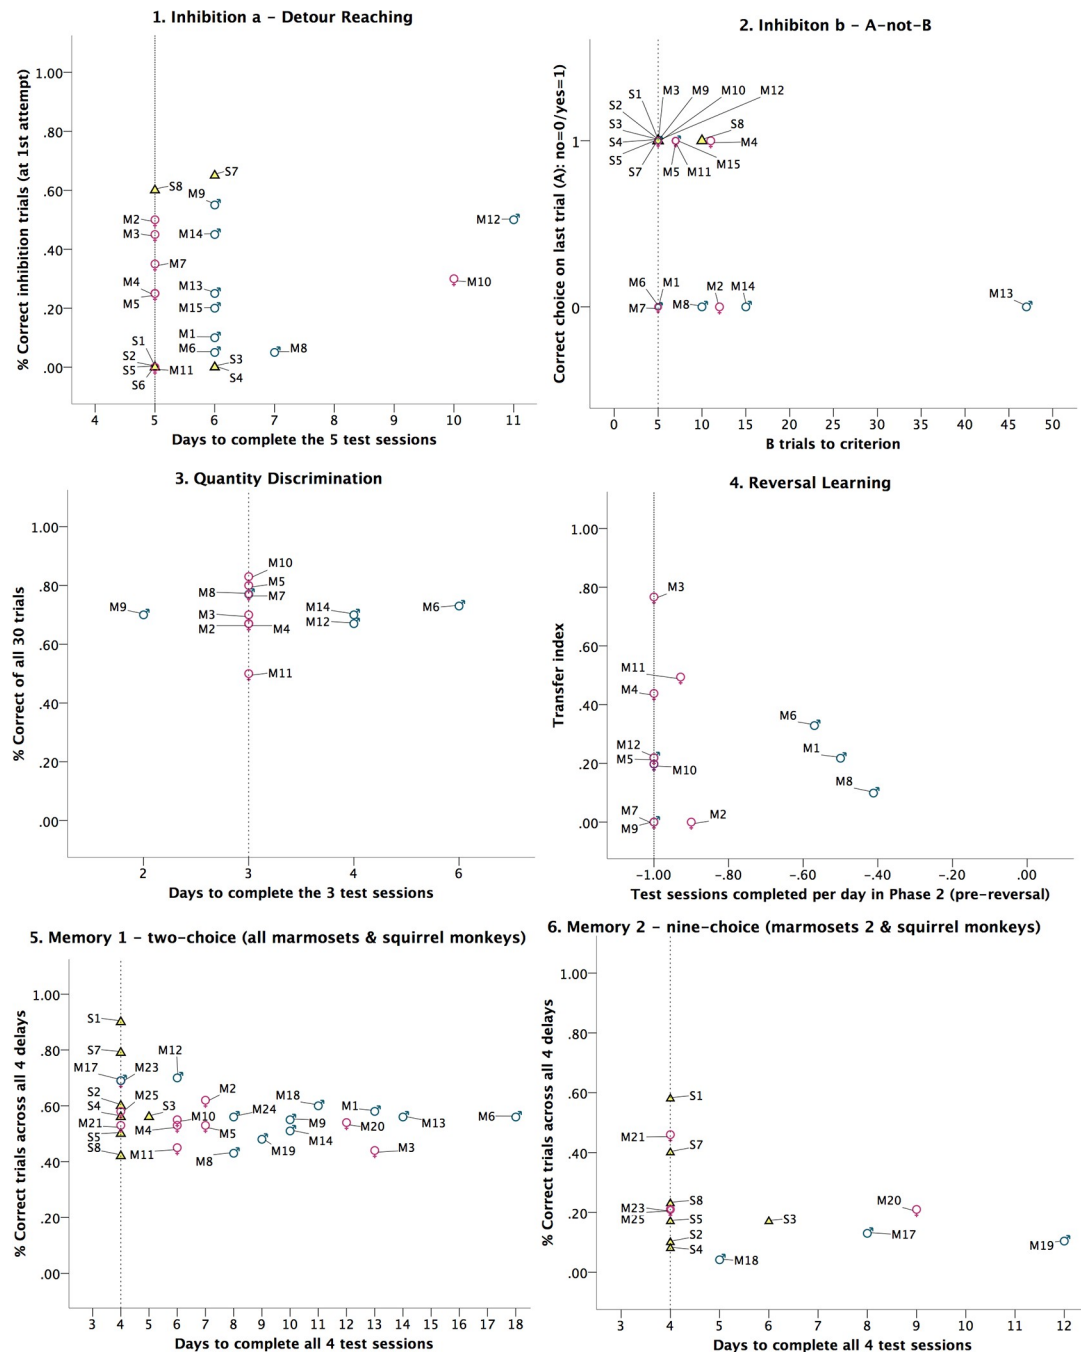 1. Inhibition a – Detour Reaching
% Correct inhibition trials (at 1st attempt)
1.00
.80
.60
.40
.20
.00
S7
S8
M9
M2
M12
M3
M14
M7
M10
M4
M13
M5
M15
M1
S1
M6
M8
S2
S3
S5
M11
S4
S6
4 5 6 7 8 9 10 11
Days to complete the 5 test sessions
2. Inhibiton b – A-not-B
Correct choice on last trial (A): no=0/yes=1)
1
0
S1 M3 M9 M10 M12
S2
S3 S8
S4 M4
S5 M15
S7 M5 M11
M6 M1 M2 M14 M13
M7 M8
0 5 10 15 20 25 30 35 40 45 50
B trials to criterion
3. Quantity Discrimination
% Correct of all 30 trials
1.00
.80
.60
.40
.20
.00
M10
M5
M8
M7
M9 M3 M14 M6
M12
M2 M4
M11
2 3 4 6
Days to complete the 3 test sessions
4. Reversal Learning
Transfer index
1.00
.80
.60
.40
.20
.00
M3
M11
M4
M6
M12 M1
M5
M10
M8
M7 M2
M9
-1.00 -.80 -.60 -.40 -.20 .00
Test sessions completed per day in Phase 2 (pre-reversal)
5. Memory 1 – two-choice (all marmosets & squirrel monkeys)
% Correct trials across all 4 delays
1.00
.80
.60
.40
.20
.00
S1
S7 M12
M17 M23
S2 M25 M2
S4 S3 M10 M24 M18 M1 M6
M21 M4 M5 M9 M20 M13
S5 M14
S8 M11 M8 M19 M3
3 4 5 6 7 8 9 10 11 12 13 14 15 16 17 18
Days to complete all 4 test sessions
6. Memory 2 – nine-choice (marmosets 2 & squirrel monkeys)
% Correct trials across all 4 delays
1.00
.80
.60
.40
.20
.00
S1
M21
S7
S8 M20
M23
M25 S5 S3
S2 M17
S4 M18 M19
3 4 5 6 7 8 9 10 11 12
Days to complete all 4 test sessions